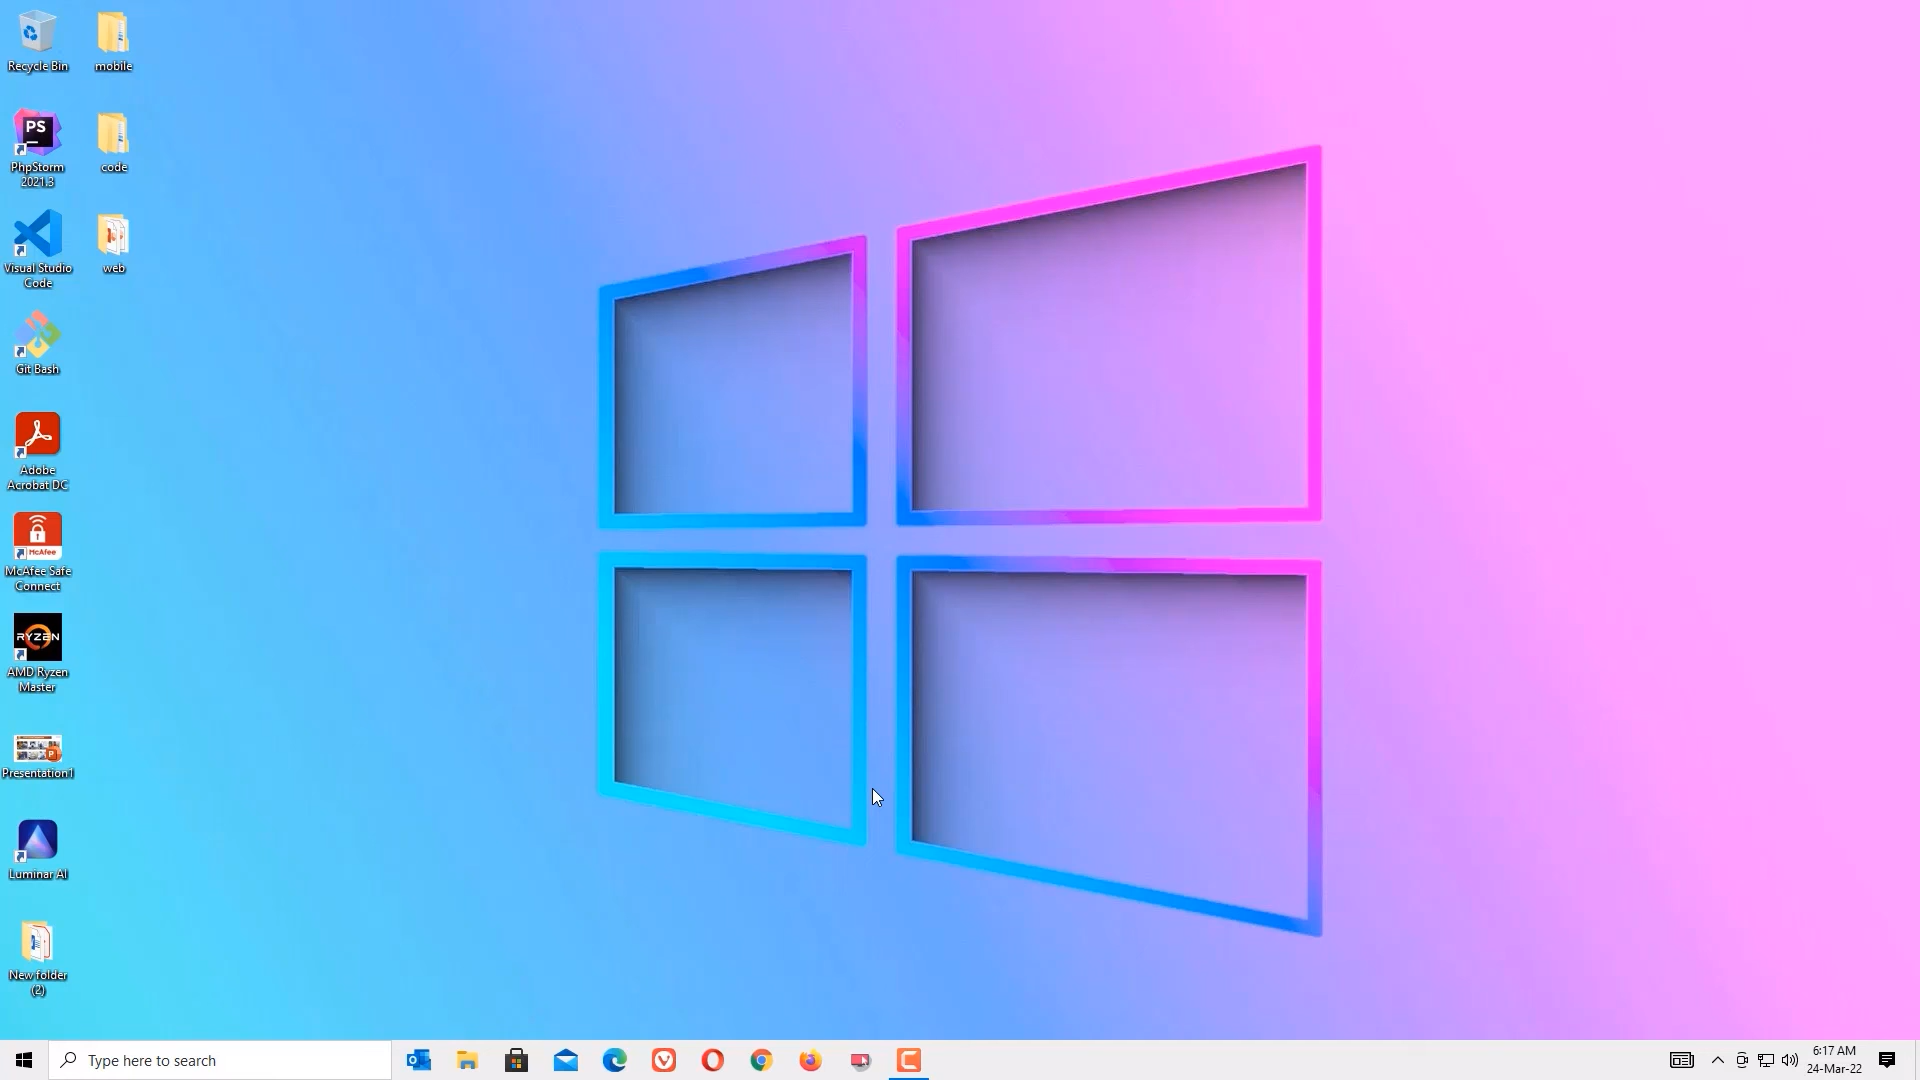 Recycle Bin
mobile
PS
PhpStorm
2021.3
code
Visual Studio
Code
web
Git Bash
Adobe
Acrobat DC
McAfee
McAfee Safe
Connect
RYZEN
AMD Ryzen
Master
P
Presentation1
Luminar AI
New folder
(2)
Type here to search
6:17 AM
24-Mar-22